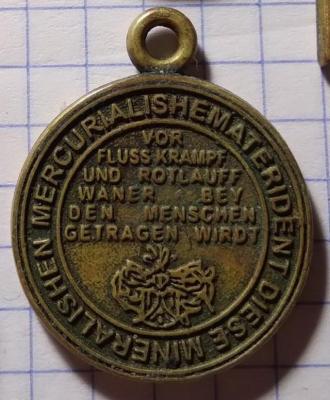 DIESE MINERALISHEN MERCURIALISHEMATERIDENT
VOR
FLUSS KRAMPF
UND ROTLAUFF
WANER BEY
DEN MENSCHEN
GETRAGEN WIRDT